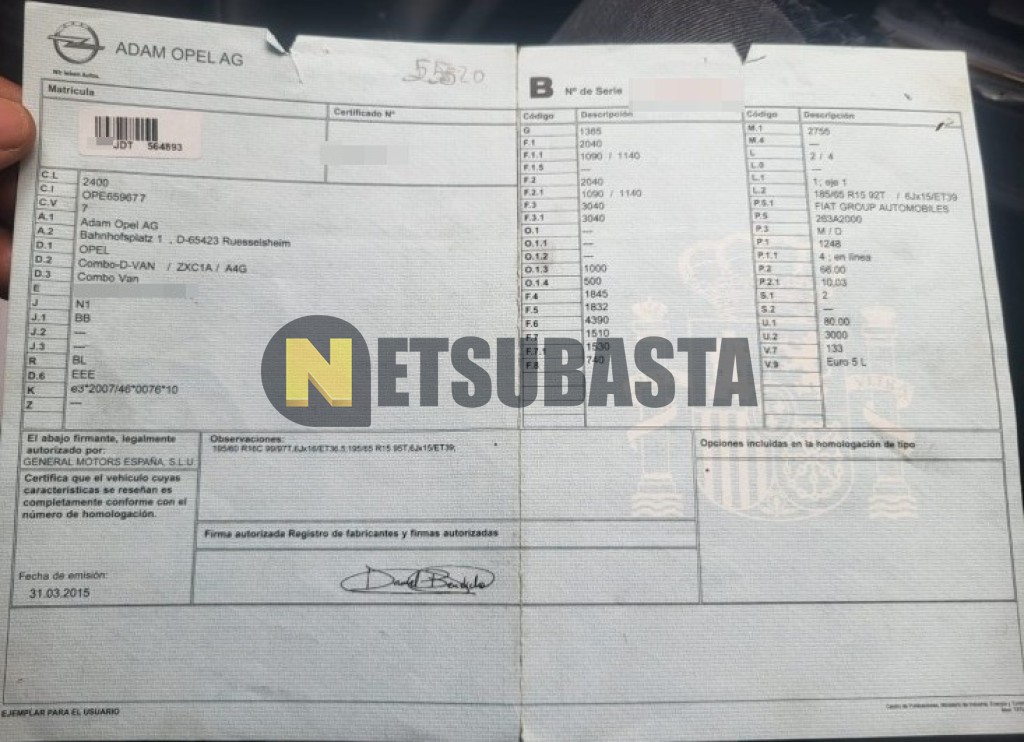 ADAM OPEL AG
Wir leben Autos.
55820
B Nº de Serie
Matrícula
Certificado Nº
JDT 564893
C.L 2400
C.I OPE659677
C.V 7
A.1 Adam Opel AG
A.2 Bahnhofsplatz 1 , D-65423 Ruesselsheim
D.1 OPEL
D.2 Combo-D-VAN / ZXC1A / A4G
D.3 Combo Van
E
J N1
J.1 BB
J.2 ---
J.3 ---
R BL
D.6 EEE
K e3*2007/46*0076*10
Z ---
Código Descripción
G 1365
F.1 2040
F.1.1 1090 / 1140
F.1.5 ---
F.2 2040
F.2.1 1090 / 1140
F.3 3040
F.3.1 3040
O.1 ---
O.1.1 ---
O.1.2 ---
O.1.3 1000
O.1.4 500
F.4 1845
F.5 1832
F.6 4390
F.7 1510
F.7.1 1530
F.8 740
Código Descripción
M.1 2755
M.4 ---
L 2 / 4
L.0 ---
L.1 1; eje 1
L.2 185/65 R15 92T / 6Jx15/ET39
P.5.1 FIAT GROUP AUTOMOBILES
P.5 263A2000
P.3 M / D
P.1 1248
P.1.1 4 ; en línea
P.2 66.00
P.2.1 10,03
S.1 2
S.2 ---
U.1 80.00
U.2 3000
V.7 133
V.9 Euro 5 L
NETSUBASTA
El abajo firmante, legalmente
autorizado por:
GENERAL MOTORS ESPAÑA, S.L.U
Certifica que el vehículo cuyas
características se reseñan es
completamente conforme con el
número de homologación.
Fecha de emisión:
31.03.2015
Observaciones:
195/60 R16C 99/97T,6Jx16/ET36.5;195/65 R15 95T,6Jx15/ET39;
Firma autorizada Registro de fabricantes y firmas autorizadas
Opciones incluidas en la homologación de tipo
EJEMPLAR PARA EL USUARIO